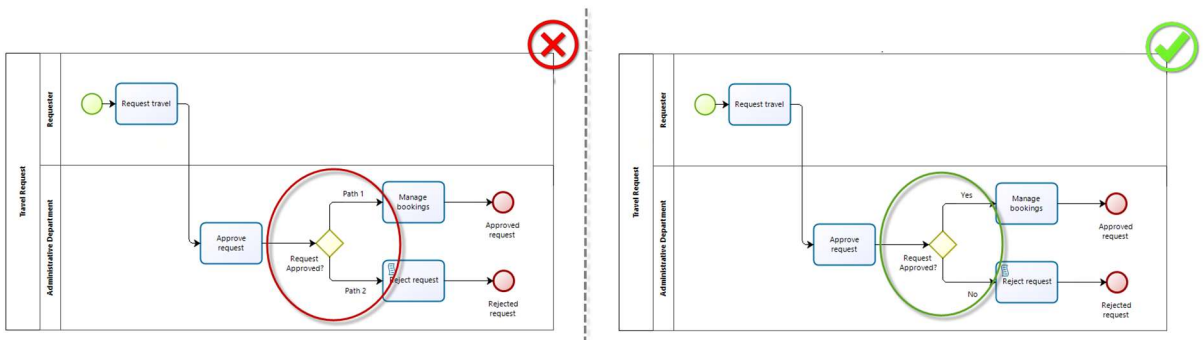 Travel Request
Requester
Request travel
Administrative Department
Approve
request
Request
Approved?
Path 1
Path 2
Manage
bookings
Reject request
Approved
request
Rejected
request
Travel Request
Requester
Request travel
Administrative Department
Approve
request
Request
Approved?
Yes
No
Manage
bookings
Reject request
Approved
request
Rejected
request